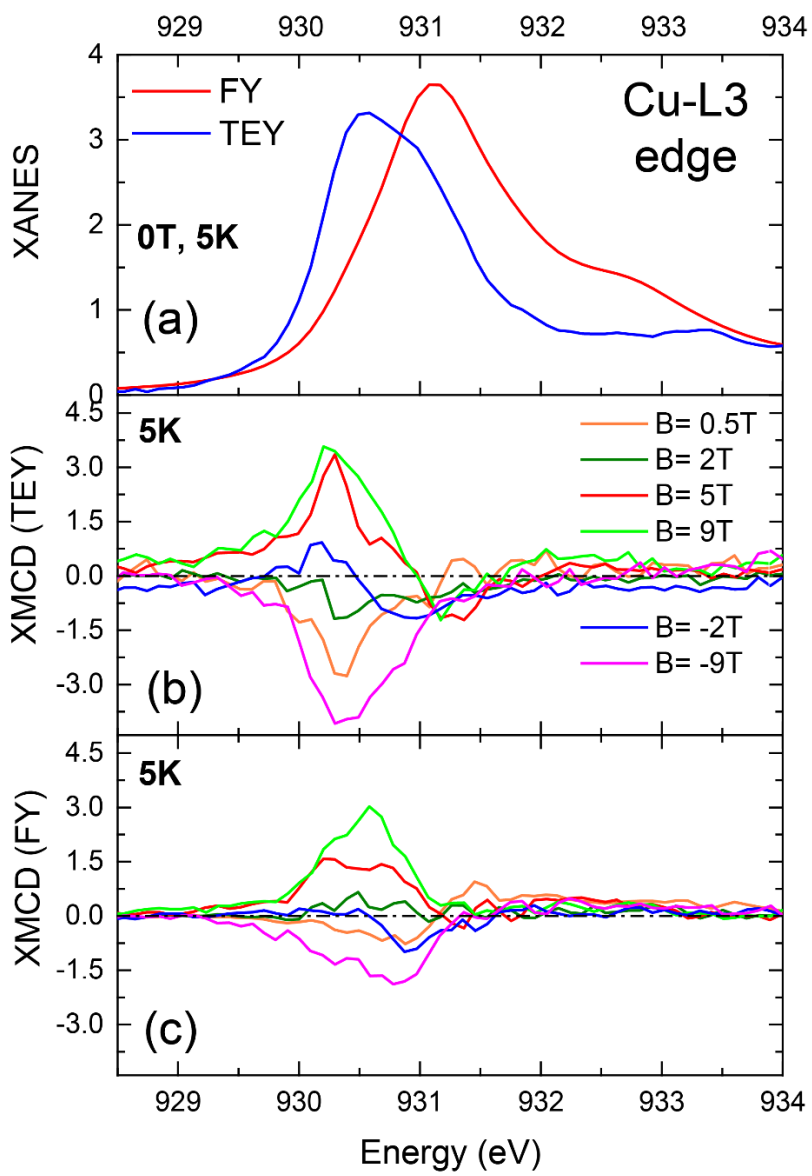 929 930 931 932 933 934
4
3
2
1
0
XANES
FY
TEY
Cu-L3
edge
0T, 5K
(a)
4.5
3.0
1.5
0.0
-1.5
-3.0
XMCD (TEY)
5K
B= 0.5T
B= 2T
B= 5T
B= 9T
B= -2T
B= -9T
(b)
4.5
3.0
1.5
0.0
-1.5
-3.0
XMCD (FY)
5K
(c)
929 930 931 932 933 934
Energy (eV)